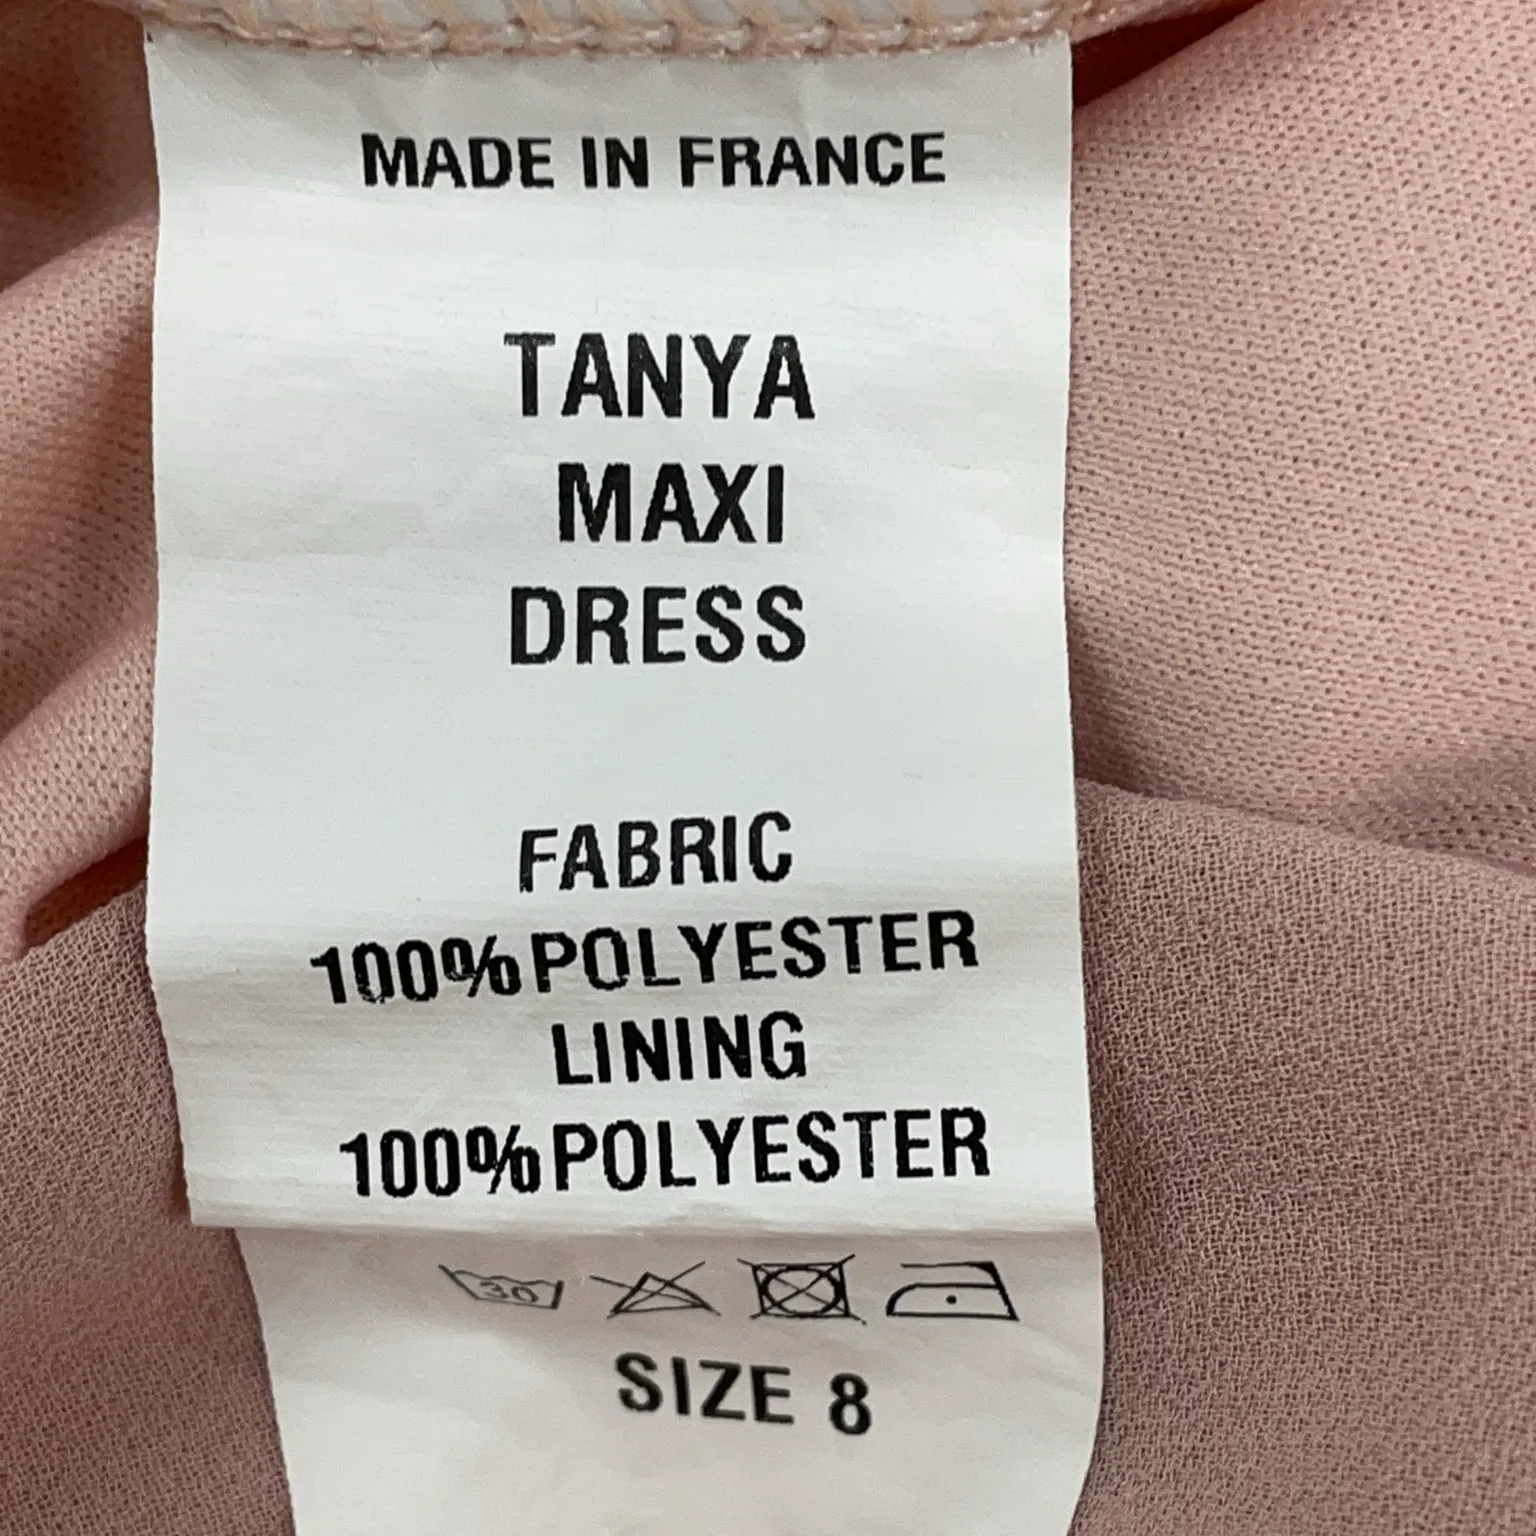 MADE IN FRANCE
TANYA
MAXI
DRESS
FABRIC
100%POLYESTER
LINING
100%POLYESTER
30
SIZE 8